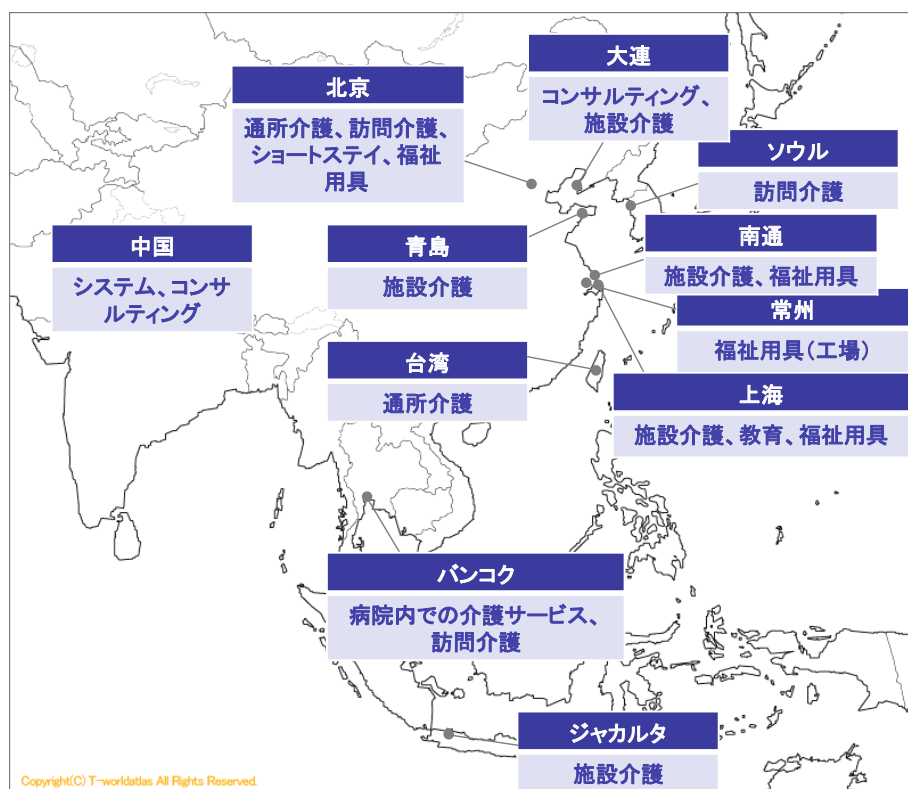 大連
コンサルティング、
施設介護
北京
通所介護、訪問介護、
ショートステイ、福祉
用具
ソウル
訪問介護
中国
システム、コンサ
ルティング
青島
施設介護
南通
施設介護、福祉用具
常州
福祉用具（工場）
台湾
通所介護
上海
施設介護、教育、福祉用具
バンコク
病院内での介護サービス、
訪問介護
ジャカルタ
施設介護
Copyright(C) T-worldatlas All Rights Reserved.